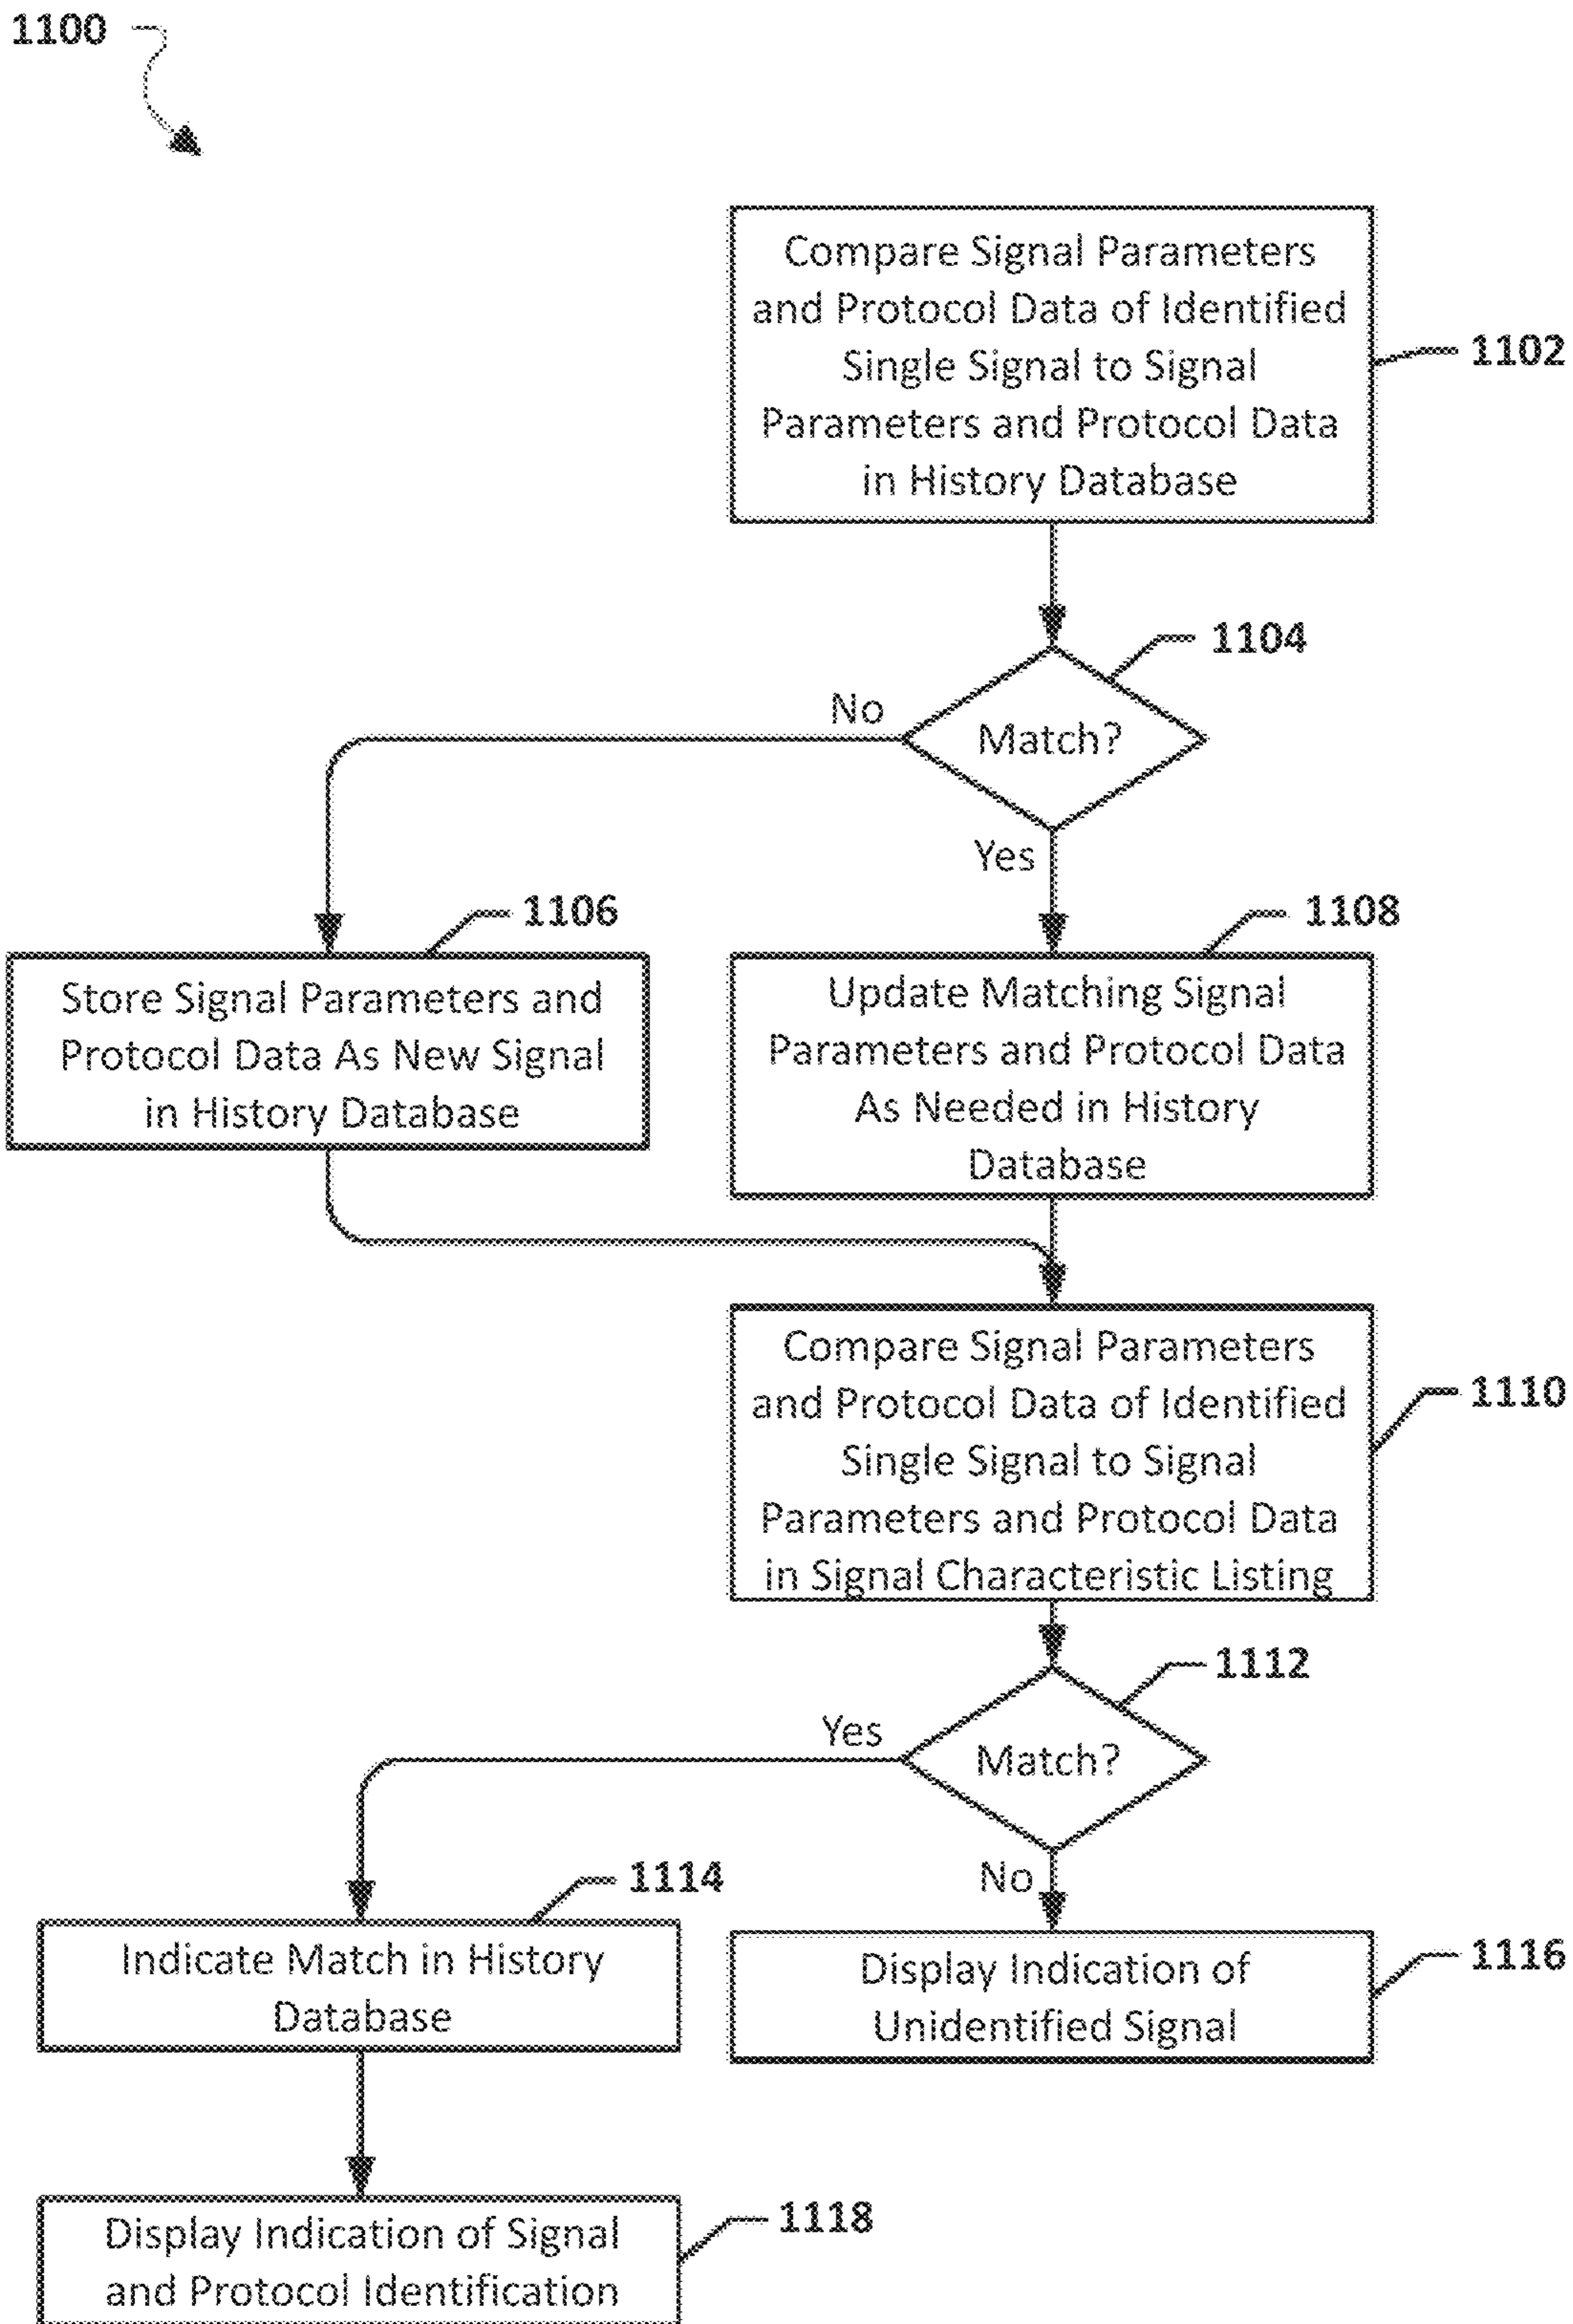 1100
Compare Signal Parameters
and Protocol Data of Identified
Single Signal to Signal
Parameters and Protocol Data
in History Database
1102
1104
Match?
No
Yes
1106
Store Signal Parameters and
Protocol Data As New Signal
in History Database
1108
Update Matching Signal
Parameters and Protocol Data
As Needed in History
Database
Compare Signal Parameters
and Protocol Data of Identified
Single Signal to Signal
Parameters and Protocol Data
in Signal Characteristic Listing
1110
1112
Match?
Yes
No
1114
Indicate Match in History
Database
Display Indication of
Unidentified Signal
1116
Display Indication of Signal
and Protocol Identification
1118